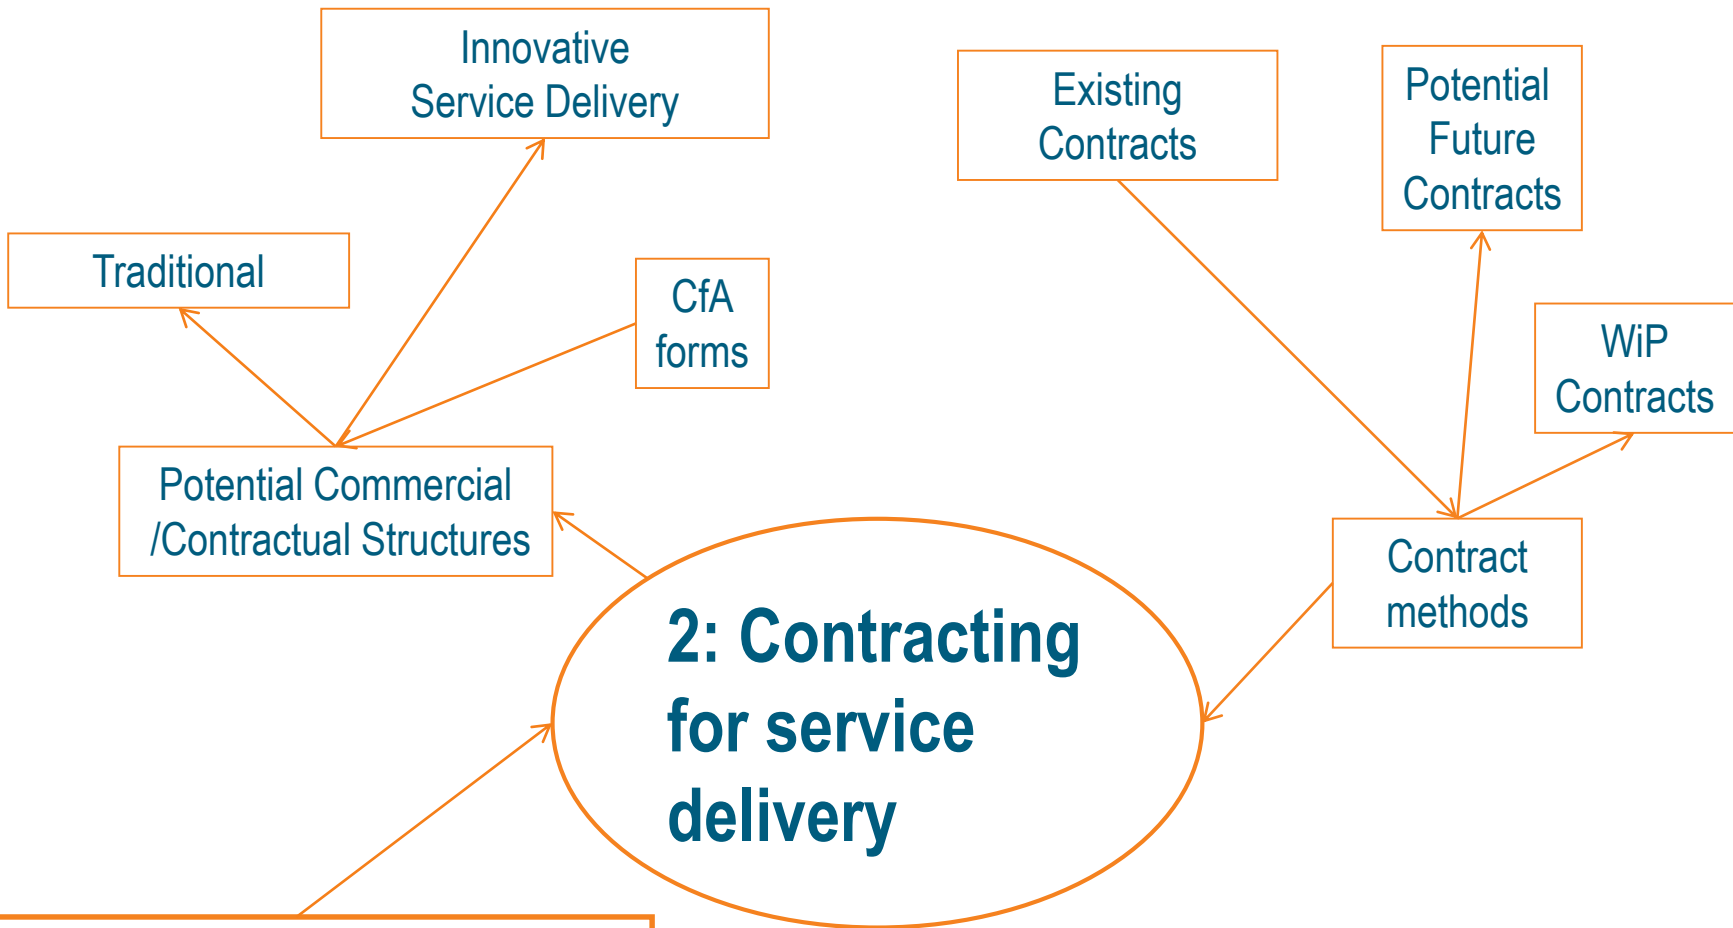 Innovative
Service Delivery
Existing
Contracts
Potential
Future
Contracts
Traditional
CfA
forms
WiP
Contracts
Potential Commercial
/Contractual Structures
Contract
methods
2: Contracting
for service
delivery